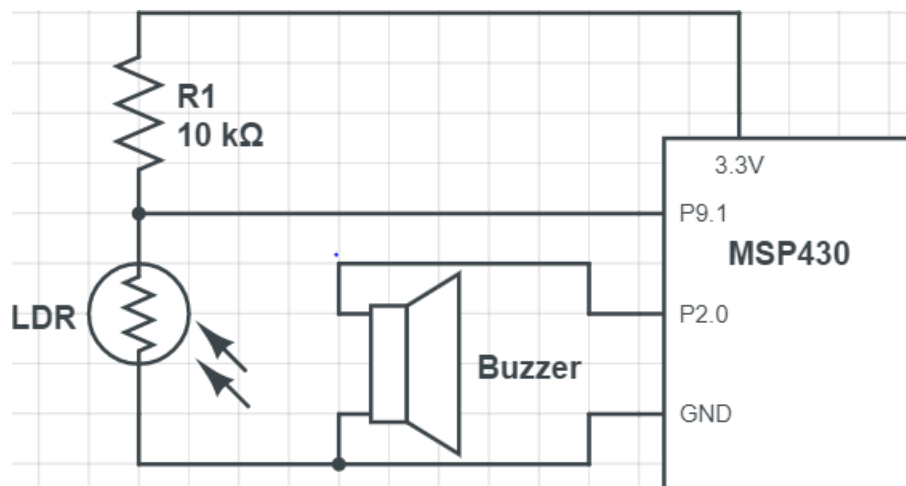 R1
10 kΩ
3.3V
P9.1
MSP430
LDR
P2.0
Buzzer
GND